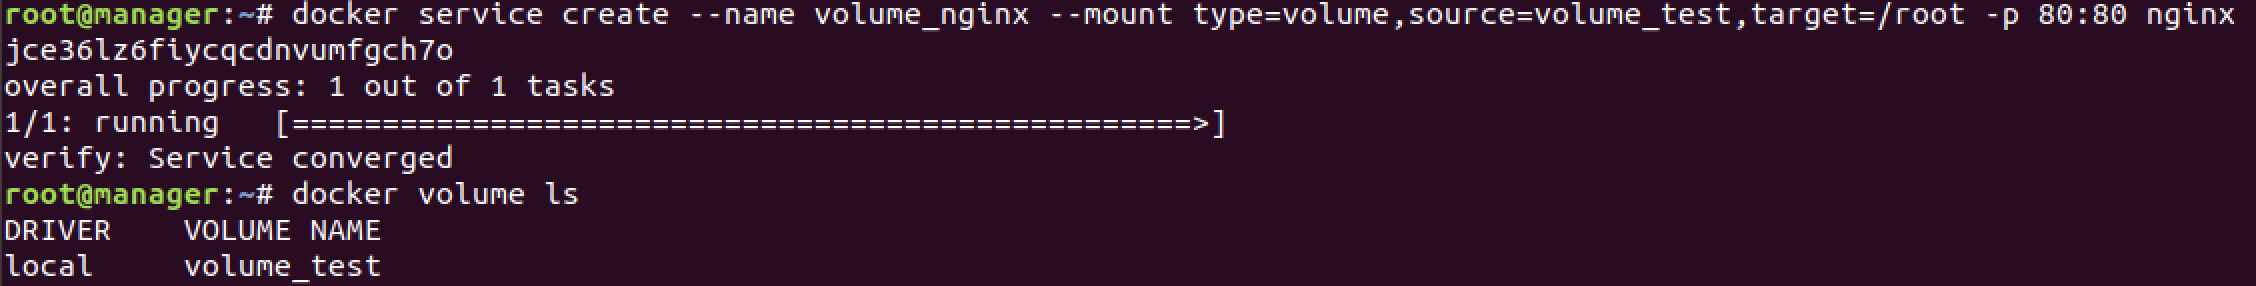 root@manager:~# docker service create --name volume_nginx --mount type=volume,source=volume_test,target=/root -p 80:80 nginx
jce36lz6fiycqcdnvumfgch7o
overall progress: 1 out of 1 tasks
1/1: running   [==================================================>]
verify: Service converged
root@manager:~# docker volume ls
DRIVER    VOLUME NAME
local     volume_test